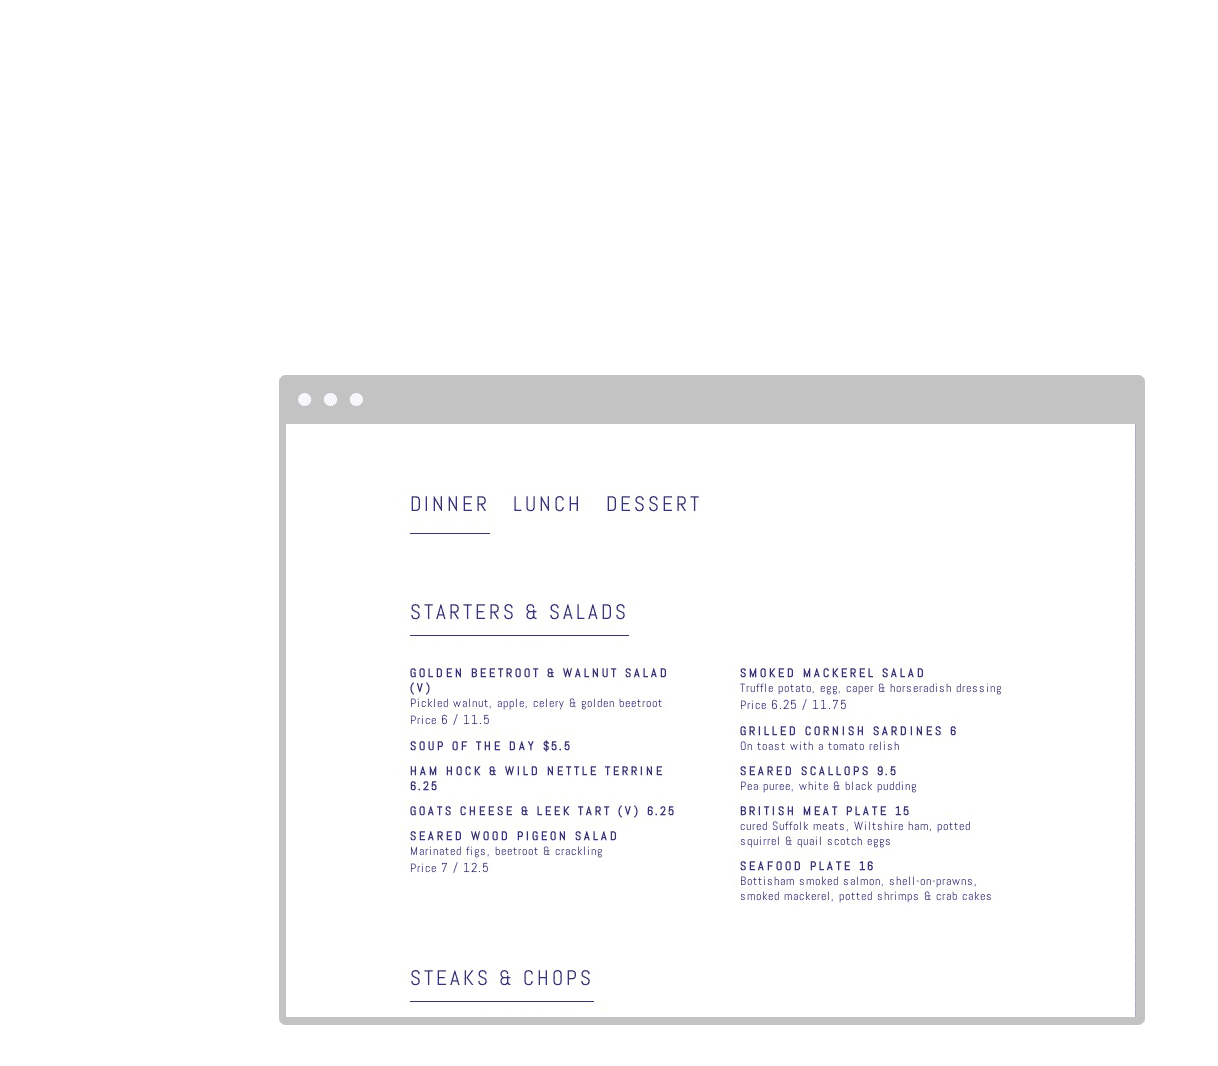 DINNER LUNCH DESSERT
STARTERS & SALADS
GOLDEN BEETROOT & WALNUT SALAD
(V)
Pickled walnut, apple, celery & golden beetroot
Price 6 / 11.5
SOUP OF THE DAY $5.5
HAM HOCK & WILD NETTLE TERRINE
6.25
GOATS CHEESE & LEEK TART (V) 6.25
SEARED WOOD PIGEON SALAD
Marinated figs, beetroot & crackling
Price 7 / 12.5
SMOKED MACKEREL SALAD
Truffle potato, egg, caper & horseradish dressing
Price 6.25 / 11.75
GRILLED CORNISH SARDINES 6
On toast with a tomato relish
SEARED SCALLOPS 9.5
Pea puree, white & black pudding
BRITISH MEAT PLATE 15
cured Suffolk meats, Wiltshire ham, potted
squirrel & quail scotch eggs
SEAFOOD PLATE 16
Bottisham smoked salmon, shell-on-prawns,
smoked mackerel, potted shrimps & crab cakes
STEAKS & CHOPS